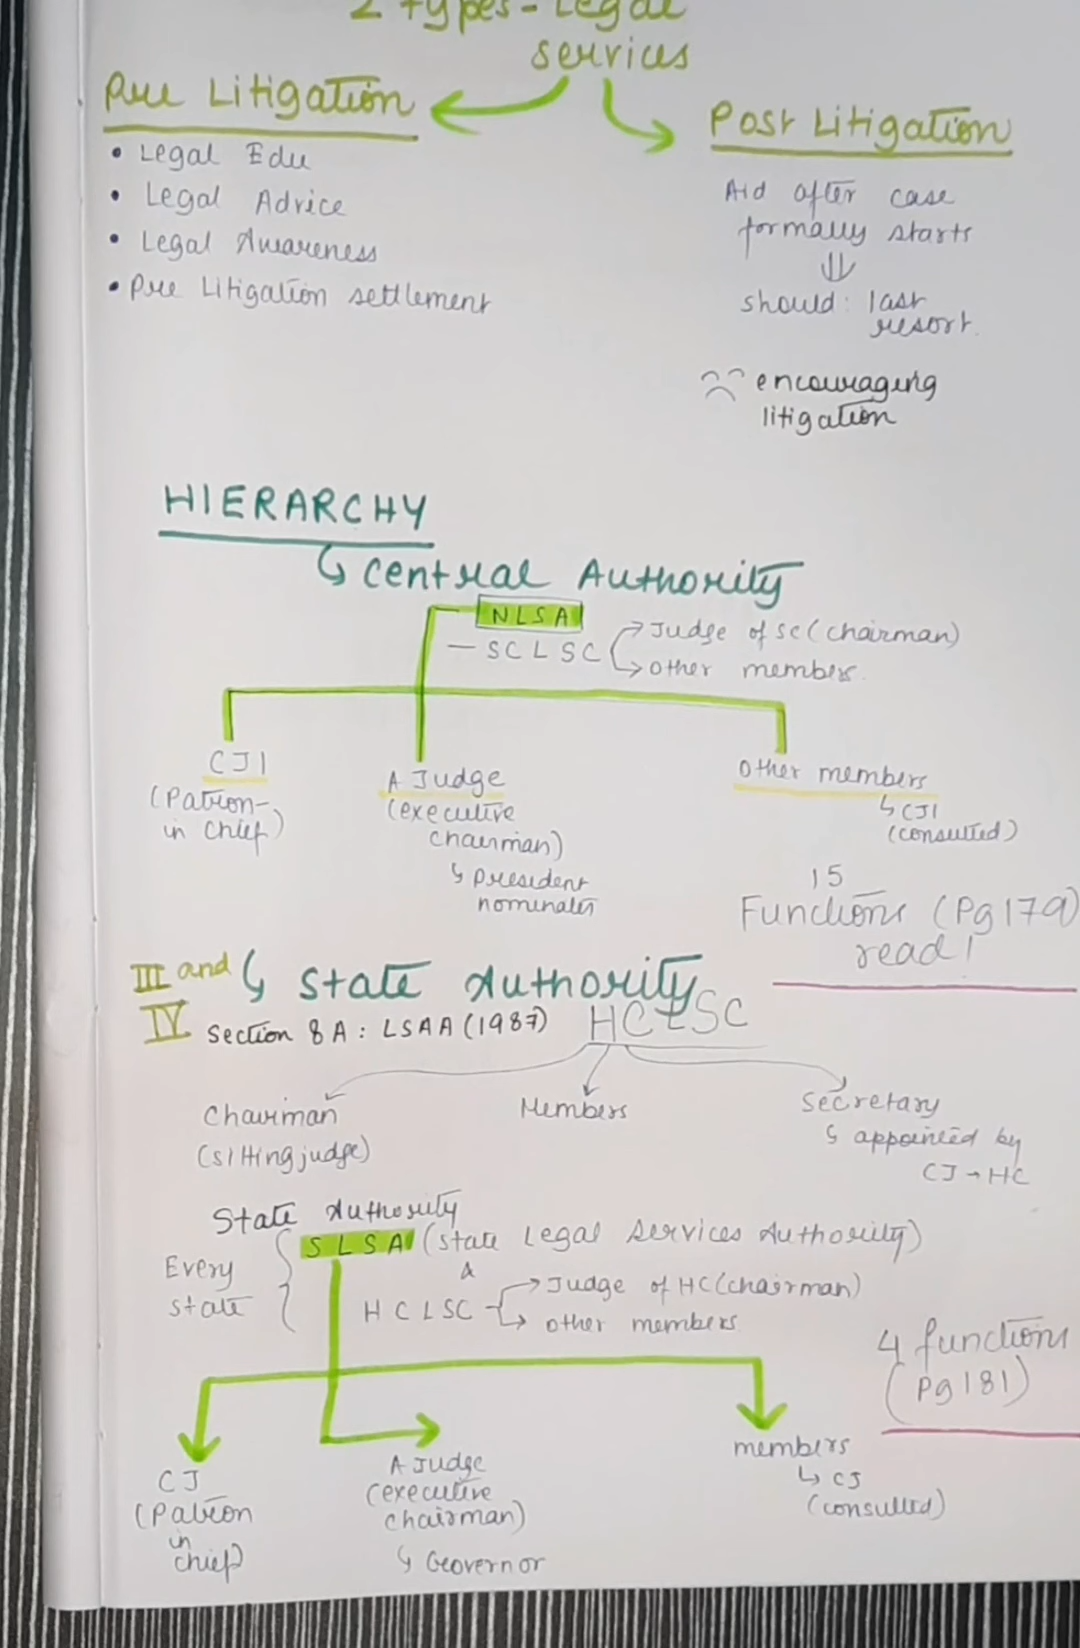 2 types - Legal
services
Pre Litigation
• Legal Edu
• Legal Advice
• Legal Awareness
• Pre Litigation settlement
Post Litigation
Aid after case
formally starts
⇓
should: last
resort.
encouraging
litigation
HIERARCHY
↳ Central Authority
NLSA
— SCLSC → Judge of SC (chairman)
→ other members.
CJI
(Patron-
in chief)
A Judge
(executive
chairman)
↳ president
nominates
other members
↳ CJI
(consulted)
15
Functions (Pg 179)
read!
III and
IV
↳ State Authority
Section 8A: LSAA (1987) HCLSC
Chairman
(sitting judge)
Members
Secretary
↳ appointed by
CJ → HC
State Authority
Every
state
SLSA (State Legal Services Authority)
&
HCLSC → Judge of HC (chairman)
→ other members
4 functions
(Pg 181)
CJ
(Patron
in
chief)
A Judge
(executive
chairman)
↳ Governor
members
↳ CJ
(consulted)